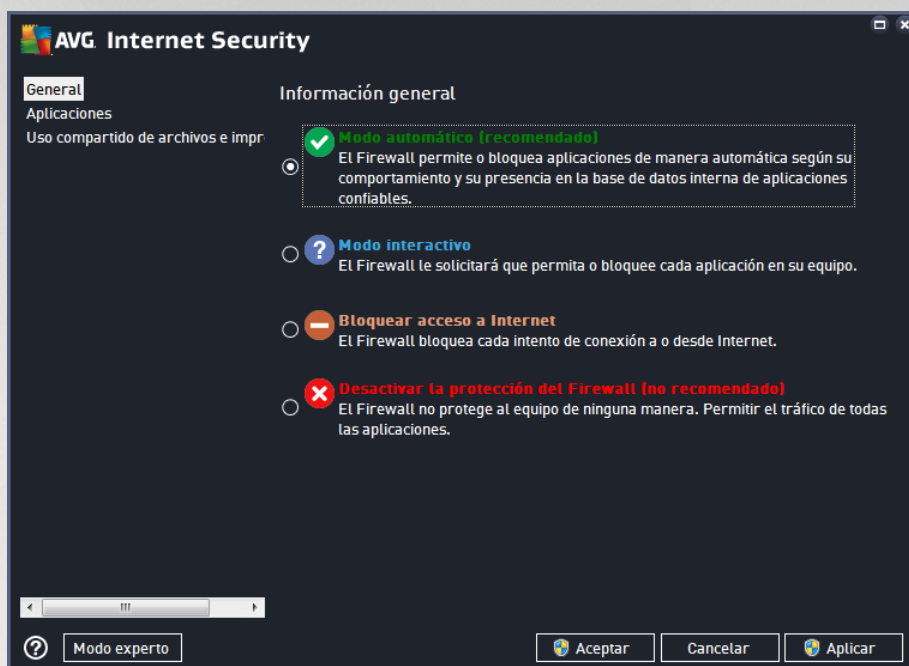 AVG Internet Security
General
Aplicaciones
Uso compartido de archivos e impr
Información general
Modo automático (recomendado)
El Firewall permite o bloquea aplicaciones de manera automática según su
comportamiento y su presencia en la base de datos interna de aplicaciones
confiables.
Modo interactivo
El Firewall le solicitará que permita o bloquee cada aplicación en su equipo.
Bloquear acceso a Internet
El Firewall bloquea cada intento de conexión a o desde Internet.
Desactivar la protección del Firewall (no recomendado)
El Firewall no protege al equipo de ninguna manera. Permitir el tráfico de todas
las aplicaciones.
Modo experto
Aceptar
Cancelar
Aplicar